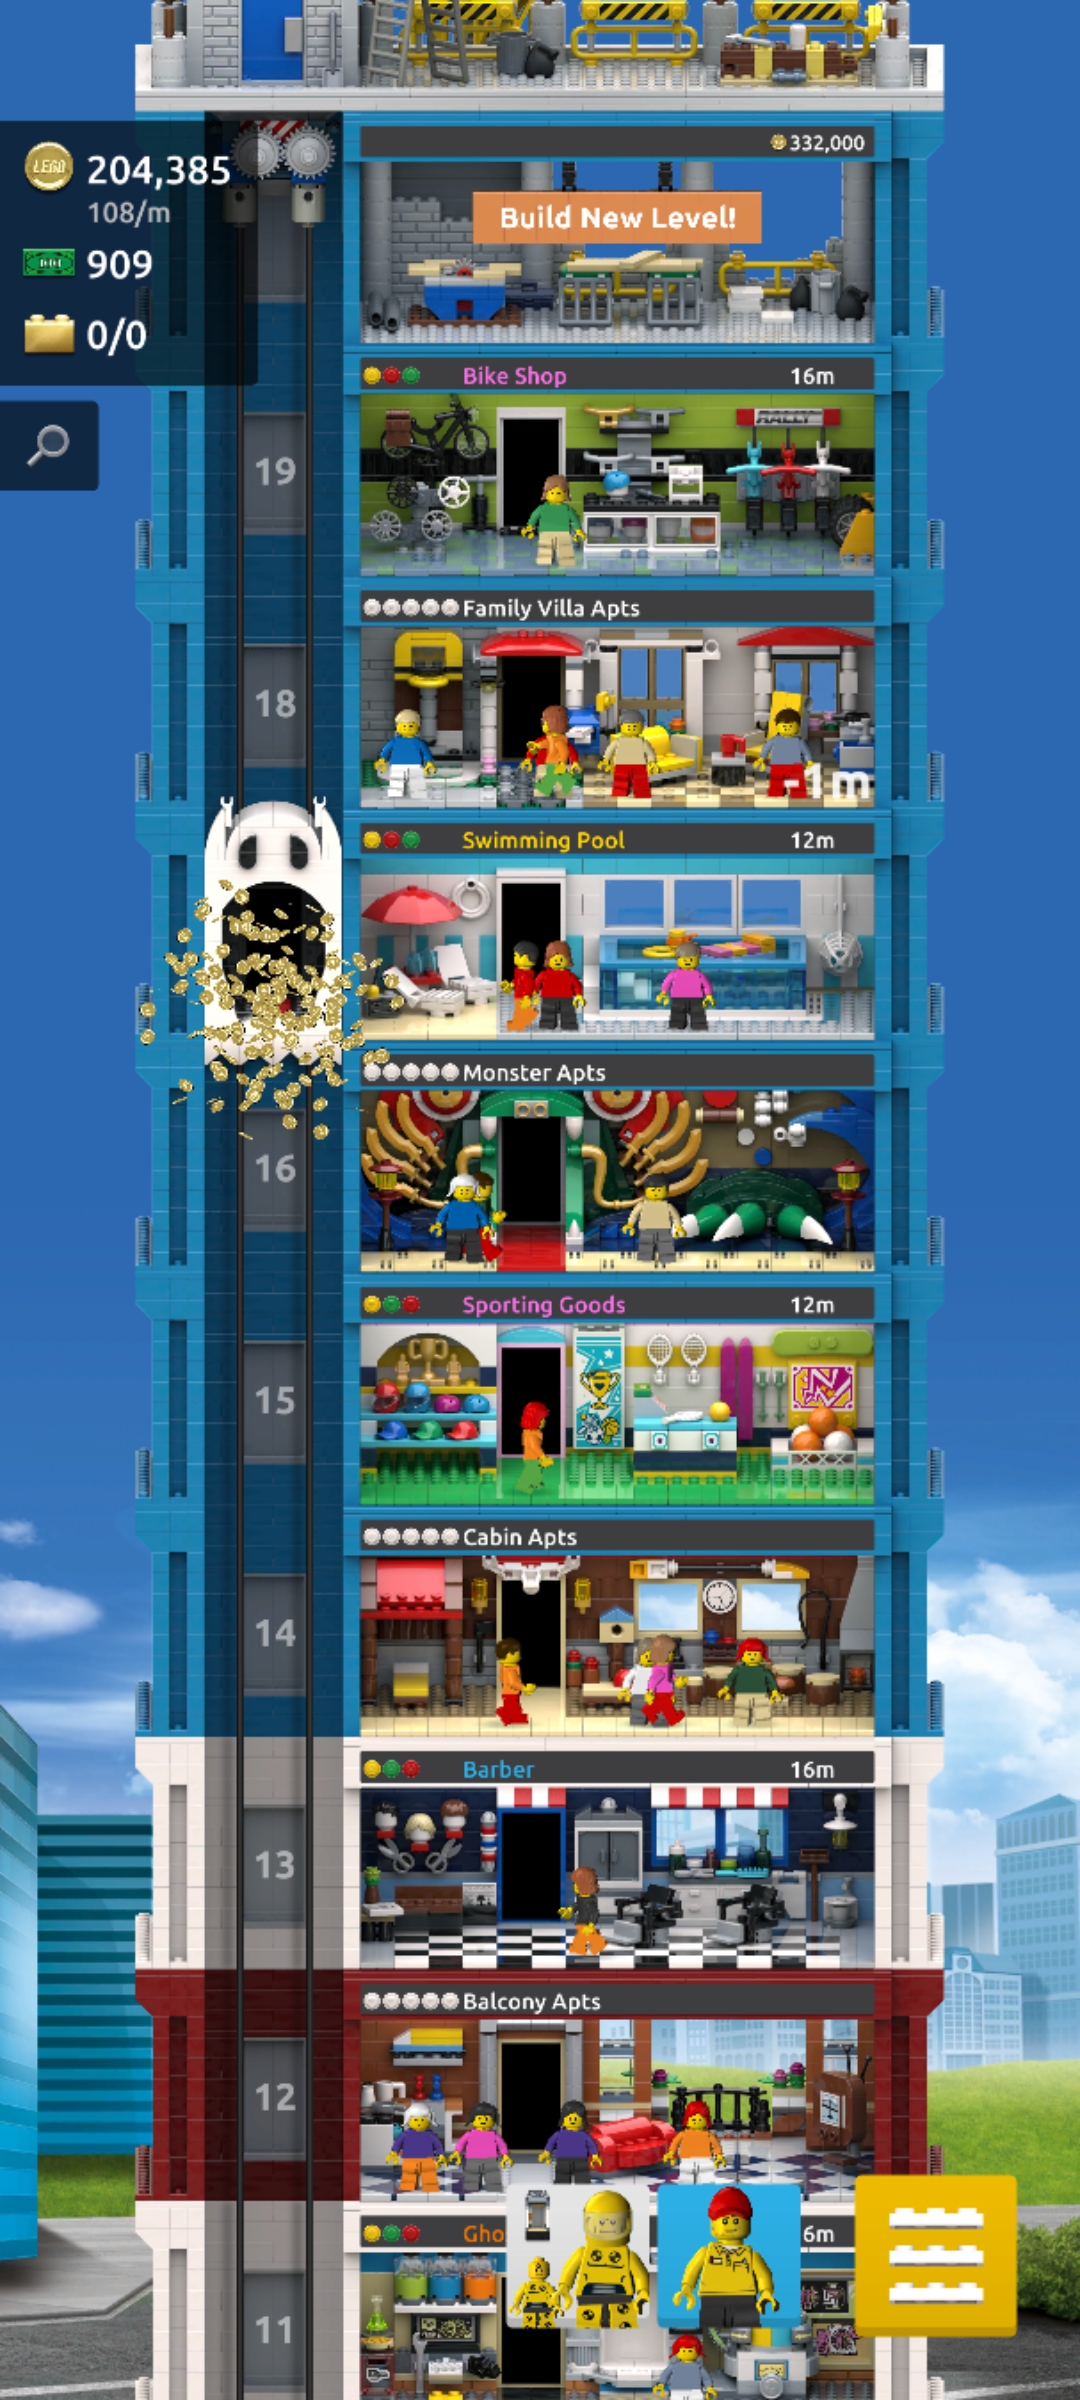 332,000
LEGO
204,385
108/m
Build New Level!
909
0/0
Bike Shop 16m
RALLY
19
Family Villa Apts
18
-1m
Swimming Pool 12m
Monster Apts
16
Sporting Goods 12m
15
Cabin Apts
14
Barber 16m
13
Balcony Apts
12
Gho
6m
11